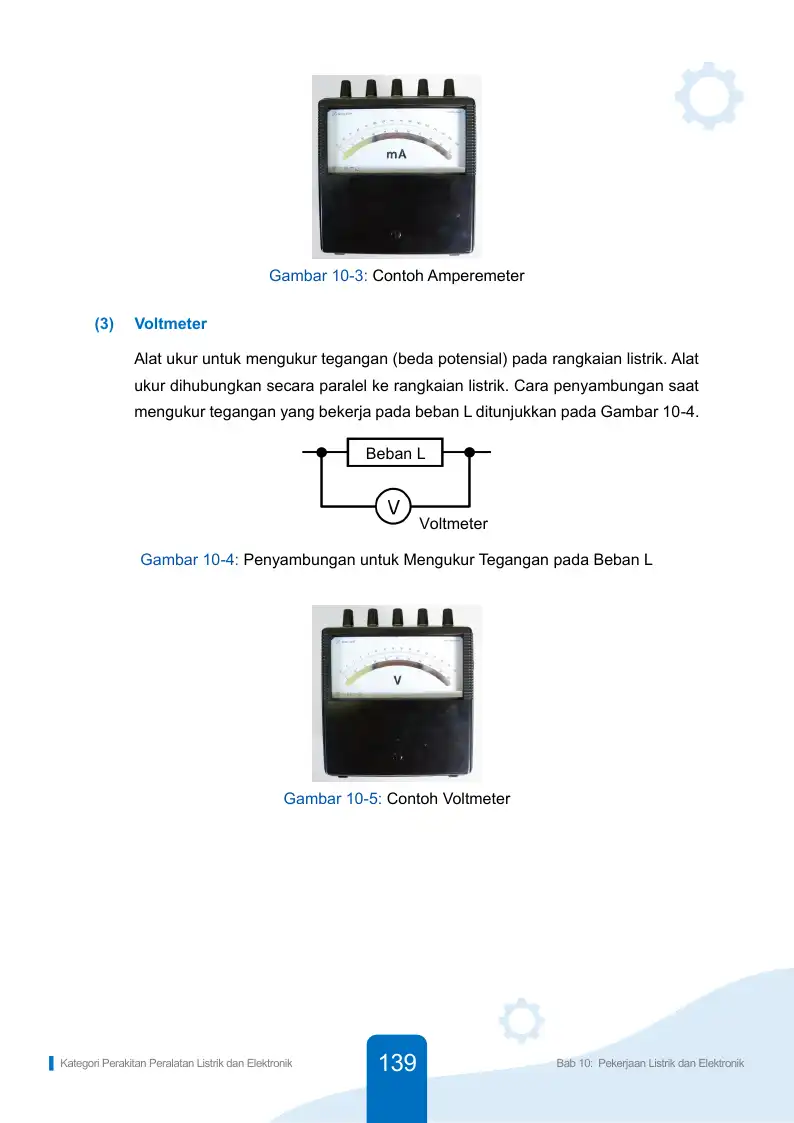 mA
Gambar 10-3: Contoh Amperemeter
(3) Voltmeter
Alat ukur untuk mengukur tegangan (beda potensial) pada rangkaian listrik. Alat
ukur dihubungkan secara paralel ke rangkaian listrik. Cara penyambungan saat
mengukur tegangan yang bekerja pada beban L ditunjukkan pada Gambar 10-4.
Beban L
V
Voltmeter
Gambar 10-4: Penyambungan untuk Mengukur Tegangan pada Beban L
V
Gambar 10-5: Contoh Voltmeter
Kategori Perakitan Peralatan Listrik dan Elektronik
139
Bab 10: Pekerjaan Listrik dan Elektronik